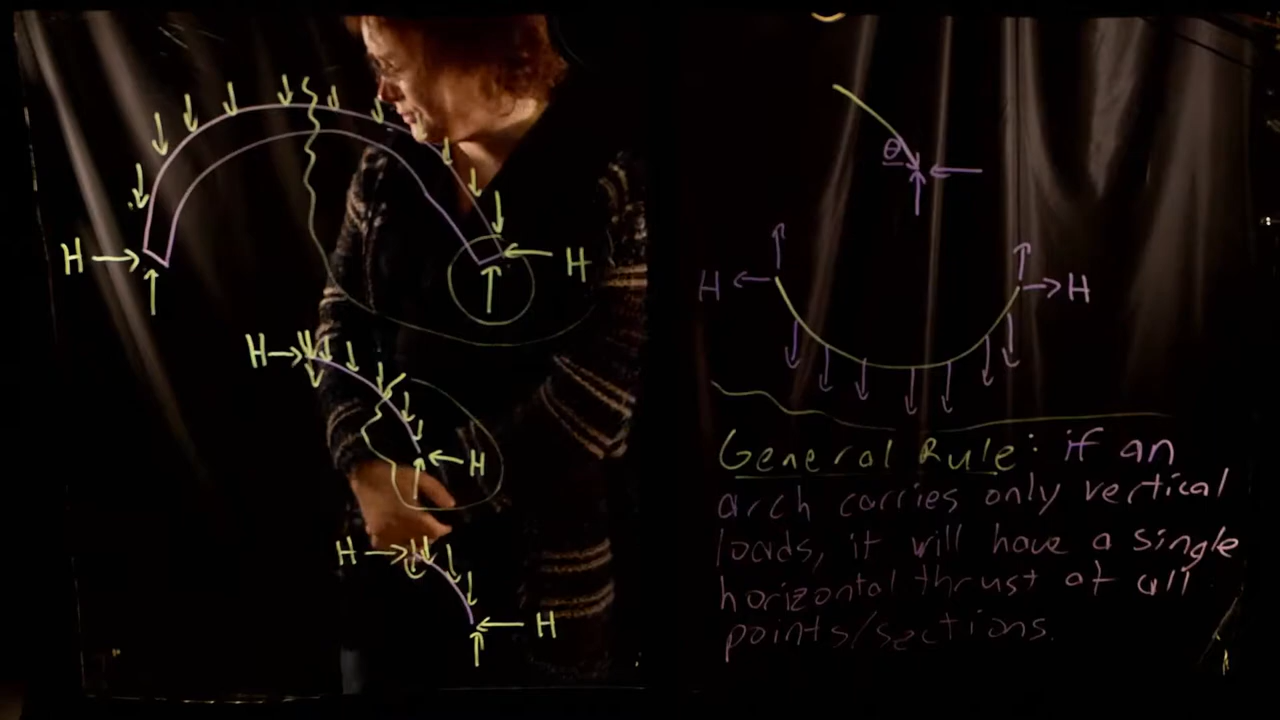 H
H
H
H
H
H
θ
H
H
General Rule: if an
arch carries only vertical
loads, it will have a single
horizontal thrust at all
points/sections.